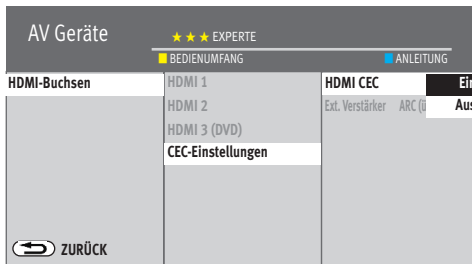 AV Geräte
★★★ EXPERTE
BEDIENUMFANG ANLEITUNG
HDMI-Buchsen HDMI 1 HDMI CEC
HDMI 2 Ext. Verstärker ARC
HDMI 3 (DVD)
CEC-Einstellungen
ZURÜCK